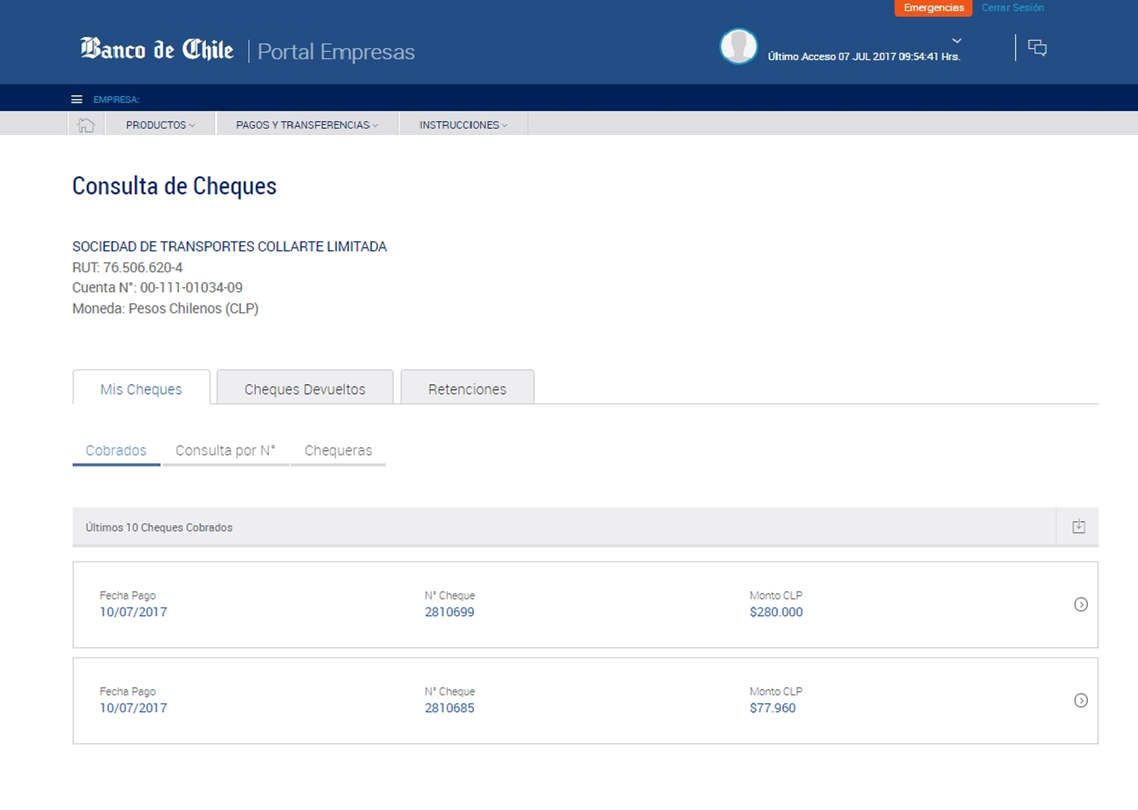 Emergencias Cerrar Sesión
Banco de Chile Portal Empresas
Último Acceso 07 JUL 2017 09:54:41 Hrs.
EMPRESA:
PRODUCTOS PAGOS Y TRANSFERENCIAS INSTRUCCIONES
Consulta de Cheques
SOCIEDAD DE TRANSPORTES COLLARTE LIMITADA
RUT: 76.506.620-4
Cuenta N°: 00-111-01034-09
Moneda: Pesos Chilenos (CLP)
Mis Cheques Cheques Devueltos Retenciones
Cobrados Consulta por N° Chequeras
Últimos 10 Cheques Cobrados
Fecha Pago N° Cheque Monto CLP
10/07/2017 2810699 $280.000
Fecha Pago N° Cheque Monto CLP
10/07/2017 2810685 $77.960